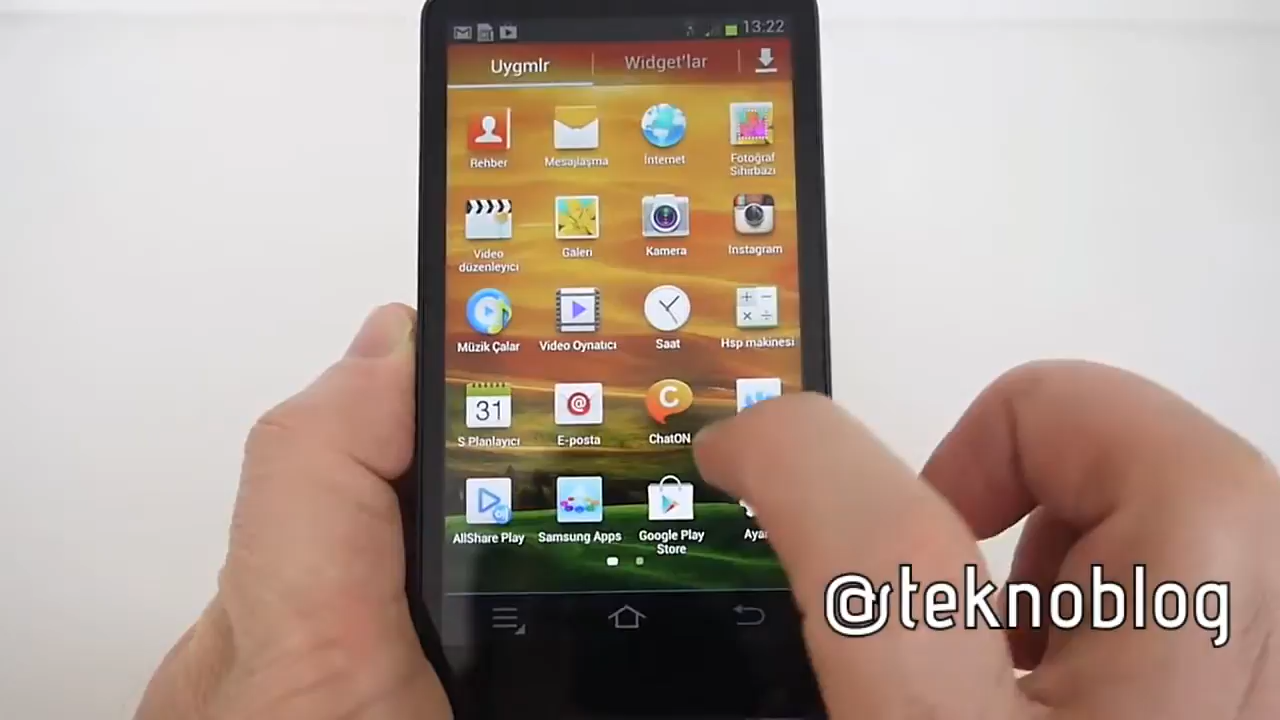 13:22
Uygmlr
Widget'lar
Rehber
Mesajlaşma
İnternet
Fotoğraf
Sihirbazı
Video
düzenleyici
Galeri
Kamera
Instagram
Müzik Çalar
Video Oynatıcı
Saat
Hsp makinesi
31
S Planlayıcı
@
E-posta
C
ChatON
AllShare Play
Samsung Apps
Google Play
Store
@teknoblog